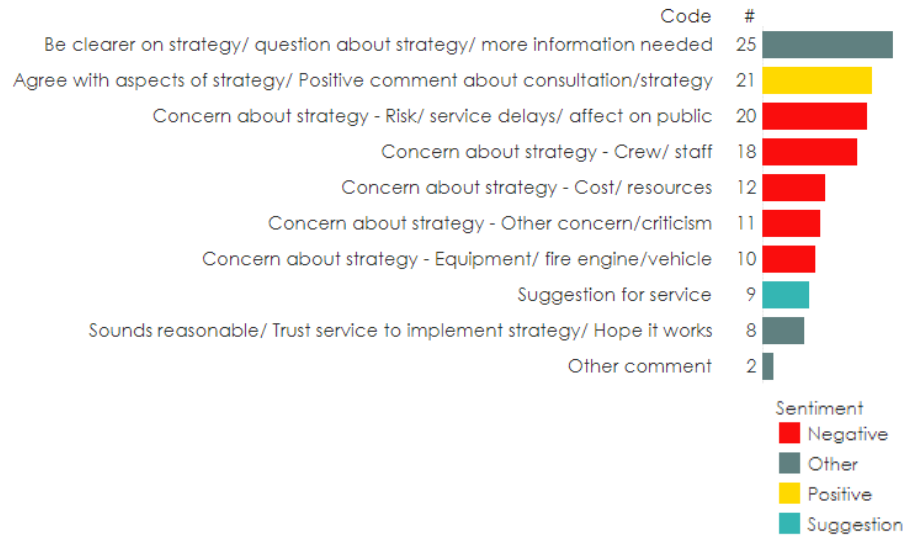 Code #
Be clearer on strategy/ question about strategy/ more information needed 25
Agree with aspects of strategy/ Positive comment about consultation/strategy 21
Concern about strategy - Risk/ service delays/ affect on public 20
Concern about strategy - Crew/ staff 18
Concern about strategy - Cost/ resources 12
Concern about strategy - Other concern/criticism 11
Concern about strategy - Equipment/ fire engine/vehicle 10
Suggestion for service 9
Sounds reasonable/ Trust service to implement strategy/ Hope it works 8
Other comment 2
Sentiment
Negative
Other
Positive
Suggestion